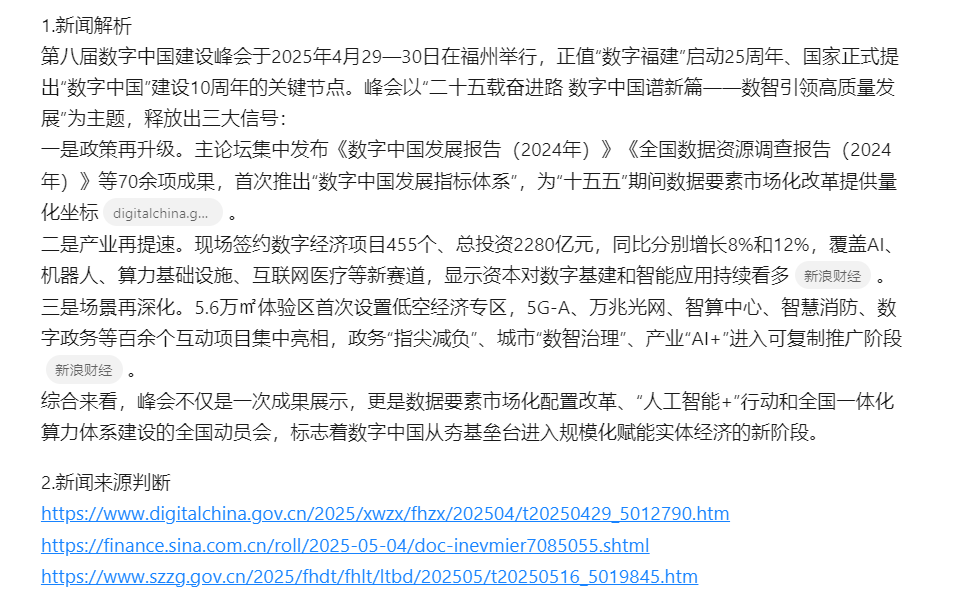 1.新闻解析
第八届数字中国建设峰会于2025年4月29—30日在福州举行，正值“数字福建”启动25周年、国家正式提
出“数字中国”建设10周年的关键节点。峰会以“二十五载奋进路 数字中国谱新篇——数智引领高质量发
展”为主题，释放出三大信号：
一是政策再升级。主论坛集中发布《数字中国发展报告（2024年）》《全国数据资源调查报告（2024
年）》等70余项成果，首次推出“数字中国发展指标体系”，为“十五五”期间数据要素市场化改革提供量
化坐标 digitalchina.g... 。
二是产业再提速。现场签约数字经济项目455个、总投资2280亿元，同比分别增长8%和12%，覆盖AI、
机器人、算力基础设施、互联网医疗等新赛道，显示资本对数字基建和智能应用持续看多 新浪财经 。
三是场景再深化。5.6万㎡体验区首次设置低空经济专区，5G-A、万兆光网、智算中心、智慧消防、数
字政务等百余个互动项目集中亮相，政务“指尖减负”、城市“数智治理”、产业“AI+”进入可复制推广阶段
新浪财经 。
综合来看，峰会不仅是一次成果展示，更是数据要素市场化配置改革、“人工智能+”行动和全国一体化
算力体系建设的全国动员会，标志着数字中国从夯基垒台进入规模化赋能实体经济的新阶段。
2.新闻来源判断
https://www.digitalchina.gov.cn/2025/xwzx/fhzx/202504/t20250429_5012790.htm
https://finance.sina.com.cn/roll/2025-05-04/doc-inevmier7085055.shtml
https://www.szzg.gov.cn/2025/fhdt/fhlt/ltbd/202505/t20250516_5019845.htm